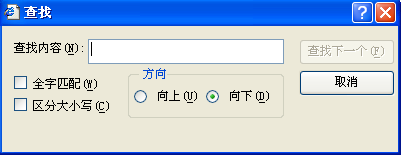 查找
查找内容(N):
查找下一个(F)
全字匹配(W)
区分大小写(C)
方向
向上(U)
向下(D)
取消